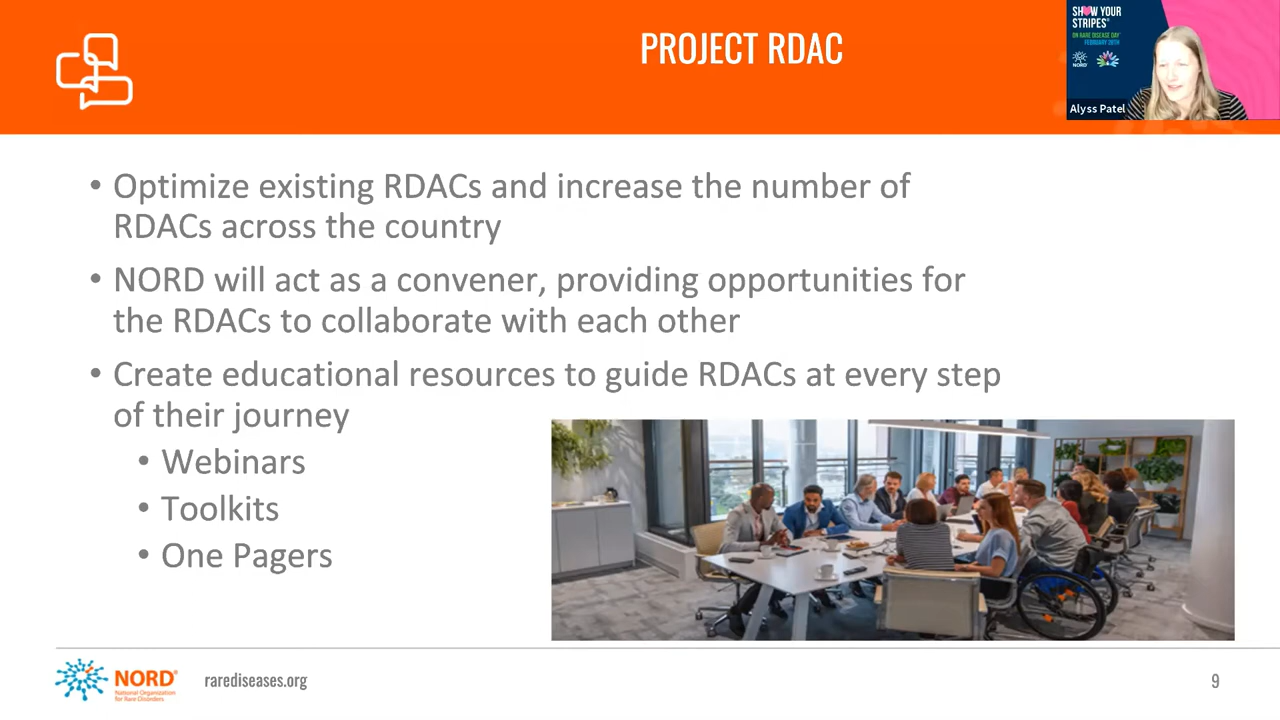 PROJECT RDAC
SHOW YOUR
STRIPES®
ON RARE DISEASE DAY®
FEBRUARY 28TH
NORD
Alyss Patel
• Optimize existing RDACs and increase the number of
RDACs across the country
• NORD will act as a convener, providing opportunities for
the RDACs to collaborate with each other
• Create educational resources to guide RDACs at every step
of their journey
• Webinars
• Toolkits
• One Pagers
NORD®
National Organization
for Rare Disorders
rarediseases.org
9